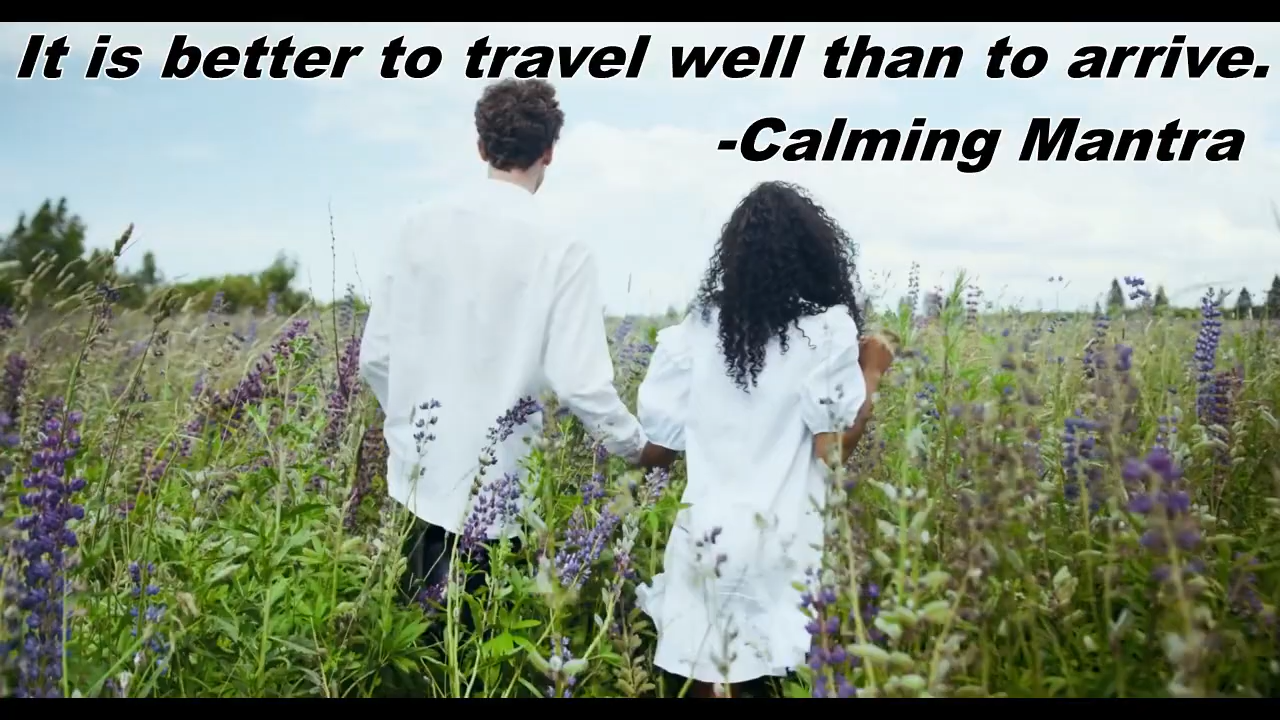 It is better to travel well than to arrive.
-Calming Mantra